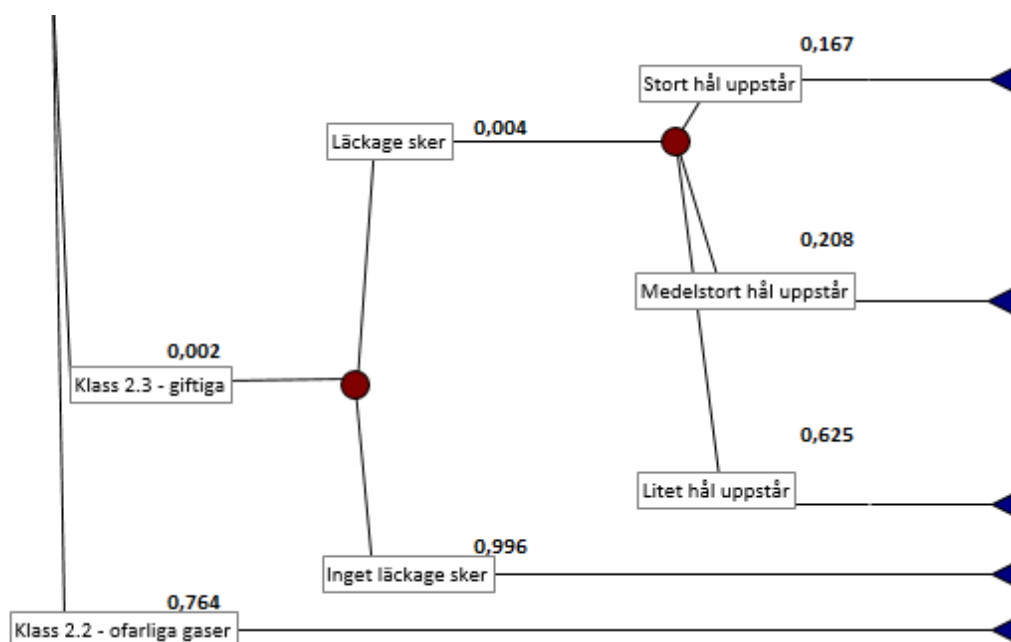 0,167
Stort hål uppstår
Läckage sker
0,004
0,208
Medelstort hål uppstår
0,002
Klass 2.3 - giftiga
0,625
Litet hål uppstår
0,996
Inget läckage sker
0,764
Klass 2.2 - ofarliga gaser